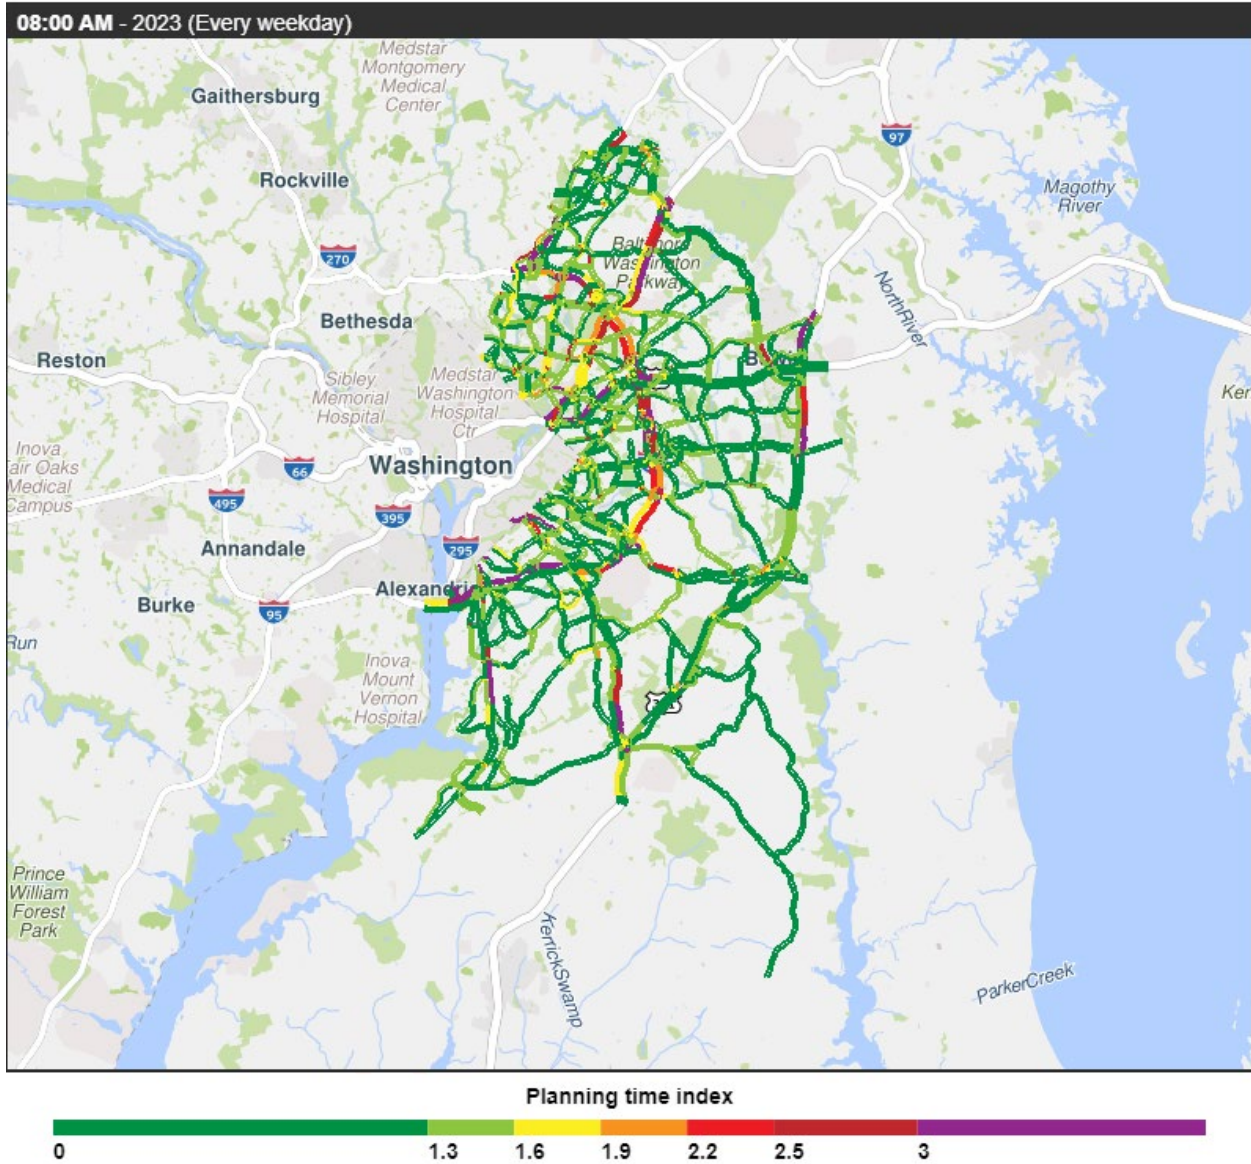 08:00 AM - 2023 (Every weekday)
Medstar
Montgomery
Medical
Center
Gaithersburg
97
Rockville
Magothy
River
270
Baltimore
Washington
Parkway
NorthRiver
Bethesda
Reston
Sibley
Memorial
Hospital
Medstar
Washington
Hospital
Ctr
Ker
Inova
air Oaks
Medical
Campus
66
Washington
495
395
Annandale
295
Alexandri
Burke
95
Run
Inova
Mount
Vernon
Hospital
Prince
William
Forest
Park
KerrickSwamp
ParkerCreek
Planning time index
0 1.3 1.6 1.9 2.2 2.5 3